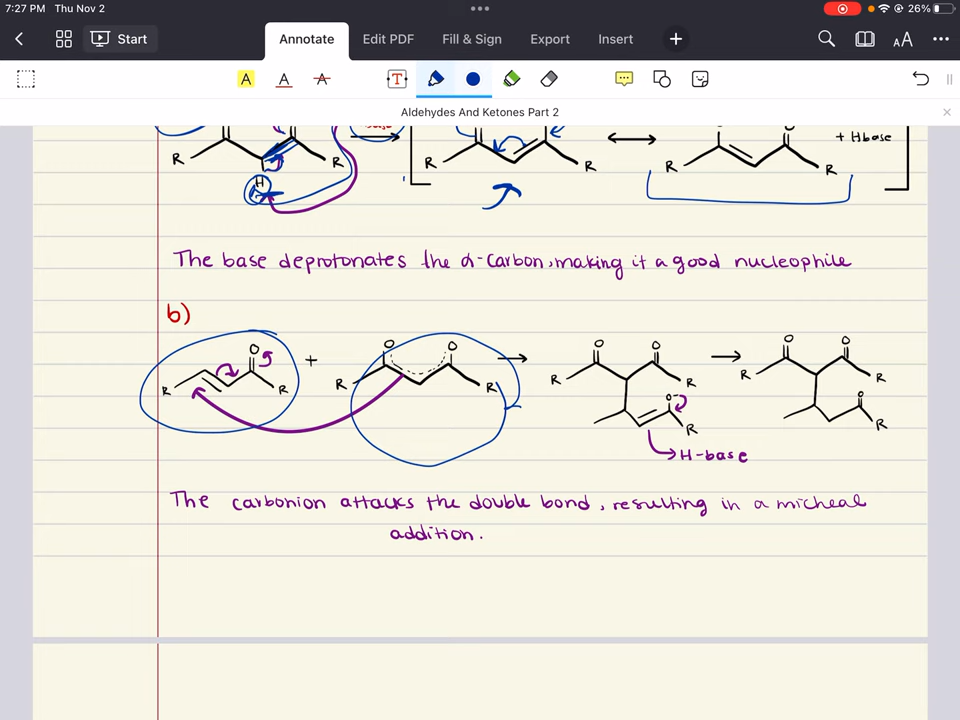 7:27 PM Thu Nov 2
26%
Start
Annotate
Edit PDF
Fill & Sign
Export
Insert
AA
A
A
A
T
Aldehydes And Ketones Part 2
R
R
R
R
R
R
+ Hbase
H
The base deprotonates the α-Carbon, making it a good nucleophile
b)
O
R
R
+
O
O
R
R
O
O
R
R
O-
R
H-base
O
O
R
R
O
R
The carbonion attacks the double bond, resulting in a micheal
addition.